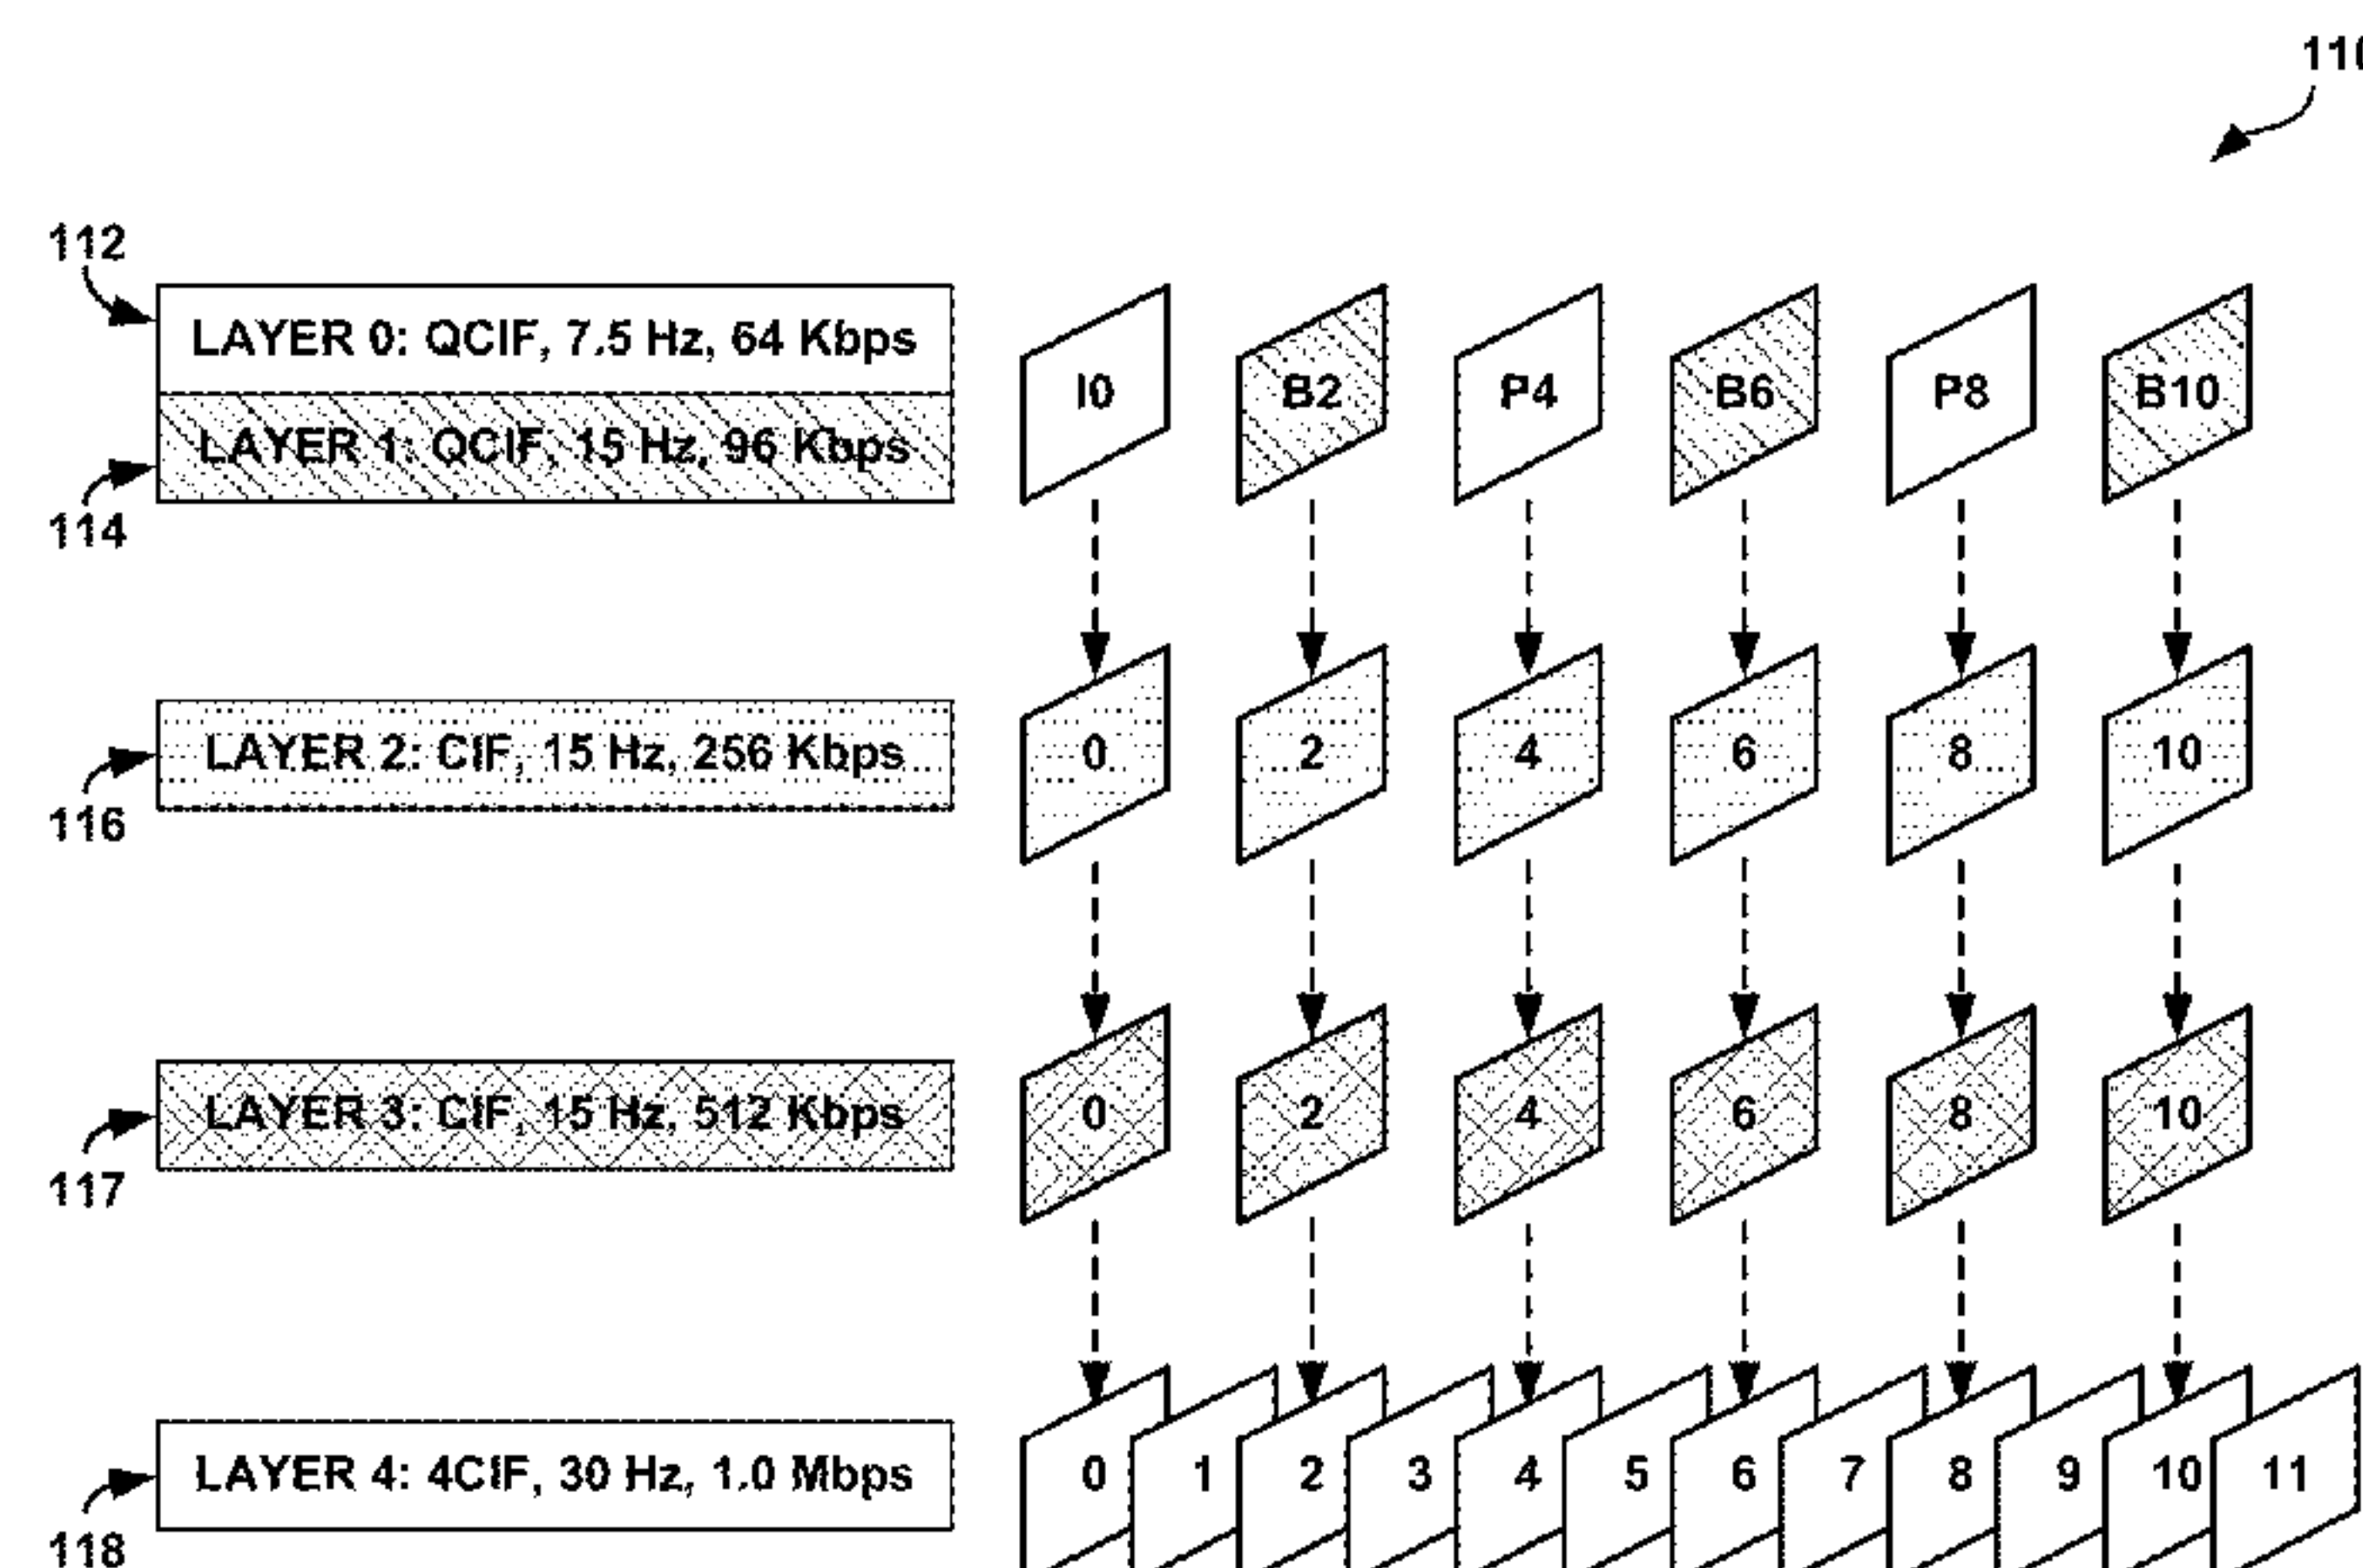 110
112
LAYER 0: QCIF, 7.5 Hz, 64 Kbps
I0 B2 P4 B6 P8 B10
LAYER 1: QCIF, 15 Hz, 96 Kbps
114
LAYER 2: CIF, 15 Hz, 256 Kbps
0 2 4 6 8 10
116
LAYER 3: CIF, 15 Hz, 512 Kbps
0 2 4 6 8 10
117
LAYER 4: 4CIF, 30 Hz, 1.0 Mbps
0 1 2 3 4 5 6 7 8 9 10 11
118